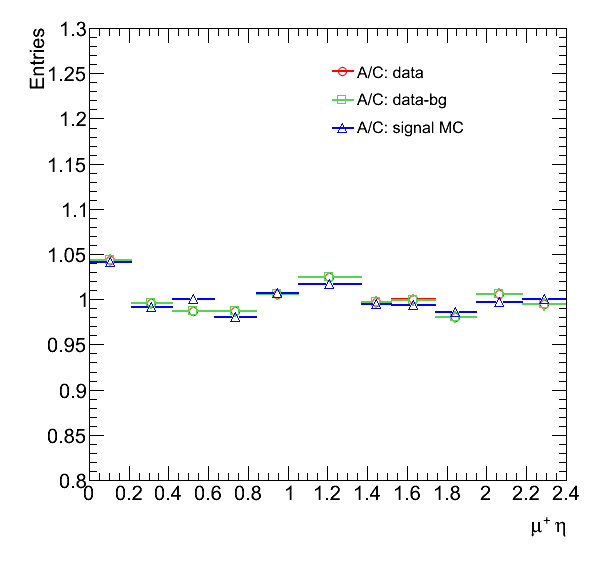 Entries
1.3
1.25
1.2
1.15
1.1
1.05
1
0.95
0.9
0.85
0.8
A/C: data
A/C: data-bg
A/C: signal MC
0 0.2 0.4 0.6 0.8 1 1.2 1.4 1.6 1.8 2 2.2 2.4
μ⁺ η